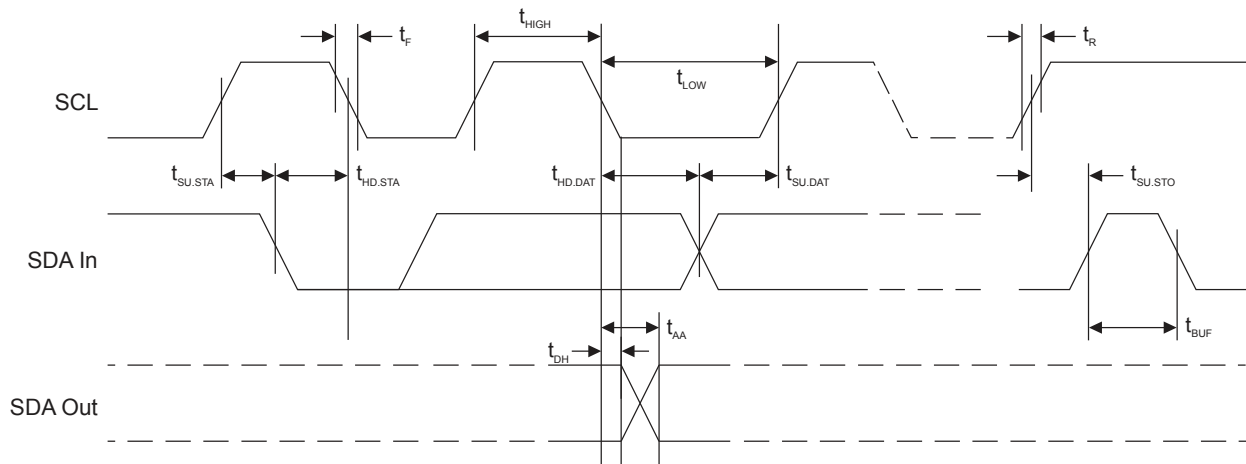 t_HIGH
t_F
t_R
t_LOW
SCL
t_SU.STA
t_HD.STA
t_HD.DAT
t_SU.DAT
t_SU.STO
SDA In
t_AA
t_BUF
t_DH
SDA Out